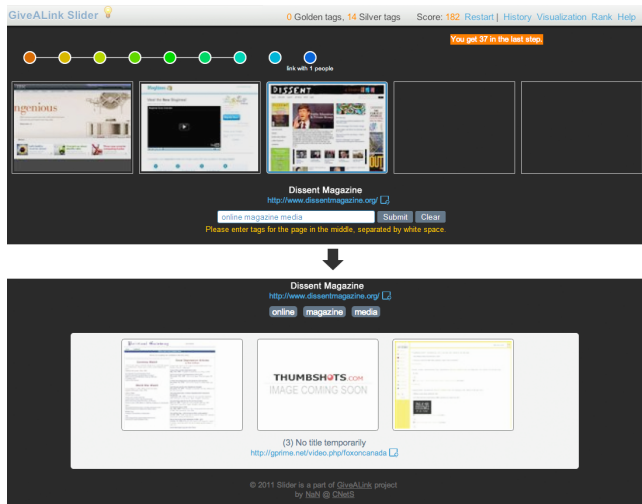 GiveALink Slider
0 Golden tags, 14 Silver tags Score: 182 Restart | History Visualization Rank Help
You get 37 in the last step.
link with 1 people
ngenious
DISSENT
Dissent Magazine
http://www.dissentmagazine.org/
online magazine media Submit Clear
Please enter tags for the page in the middle, separated by white space.
Dissent Magazine
http://www.dissentmagazine.org/
online magazine media
THUMBSHOTS.COM
IMAGE COMING SOON
(3) No title temporarily
http://gprime.net/video.php/foxoncanada
© 2011 Slider is a part of GiveALink project
by NaN @ CNetS